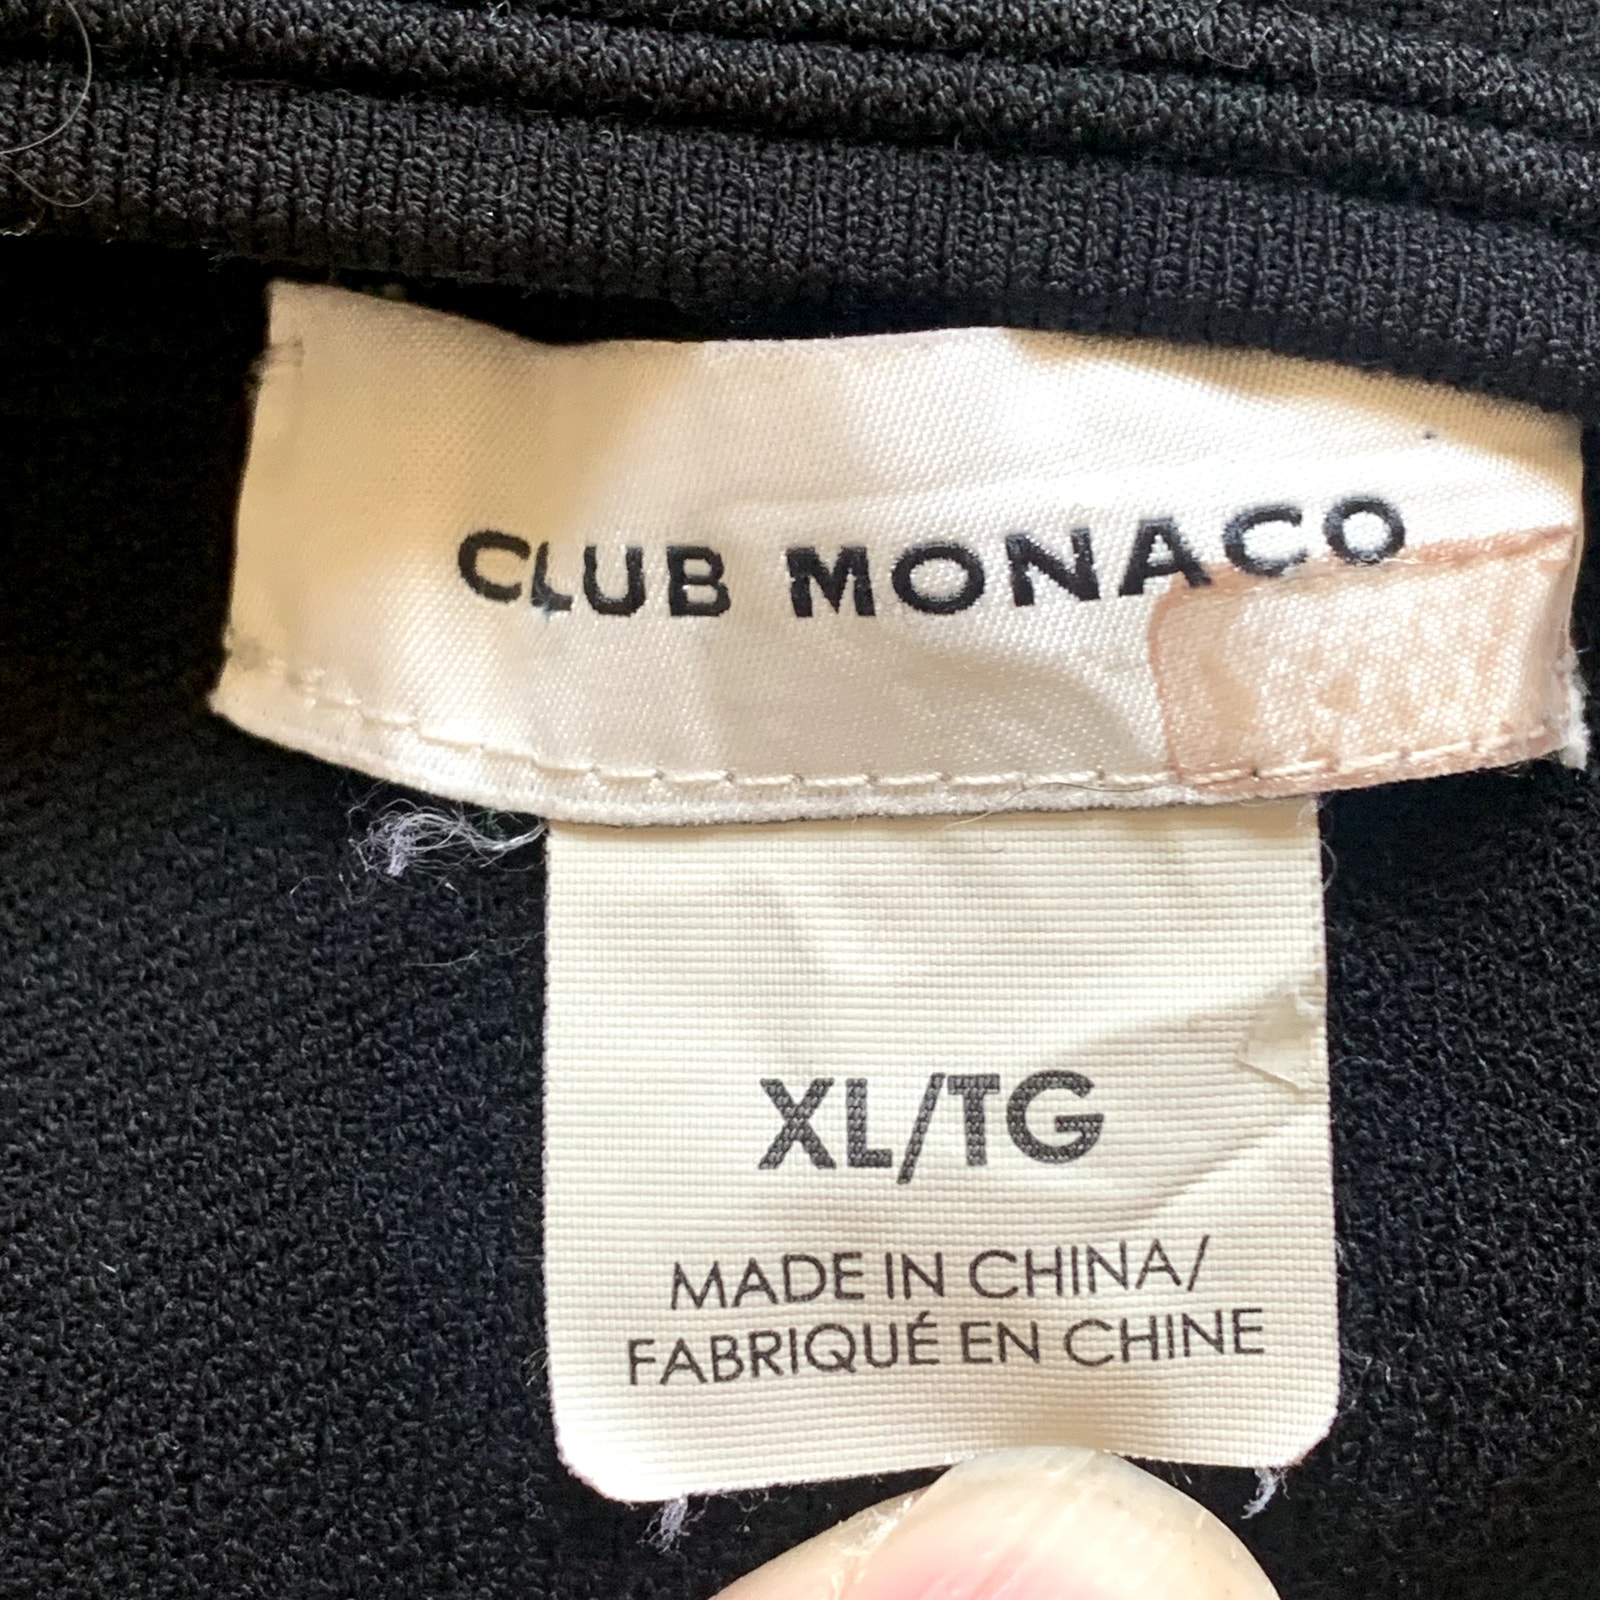 CLUB MONACO
XL/TG
MADE IN CHINA/
FABRIQUÉ EN CHINE